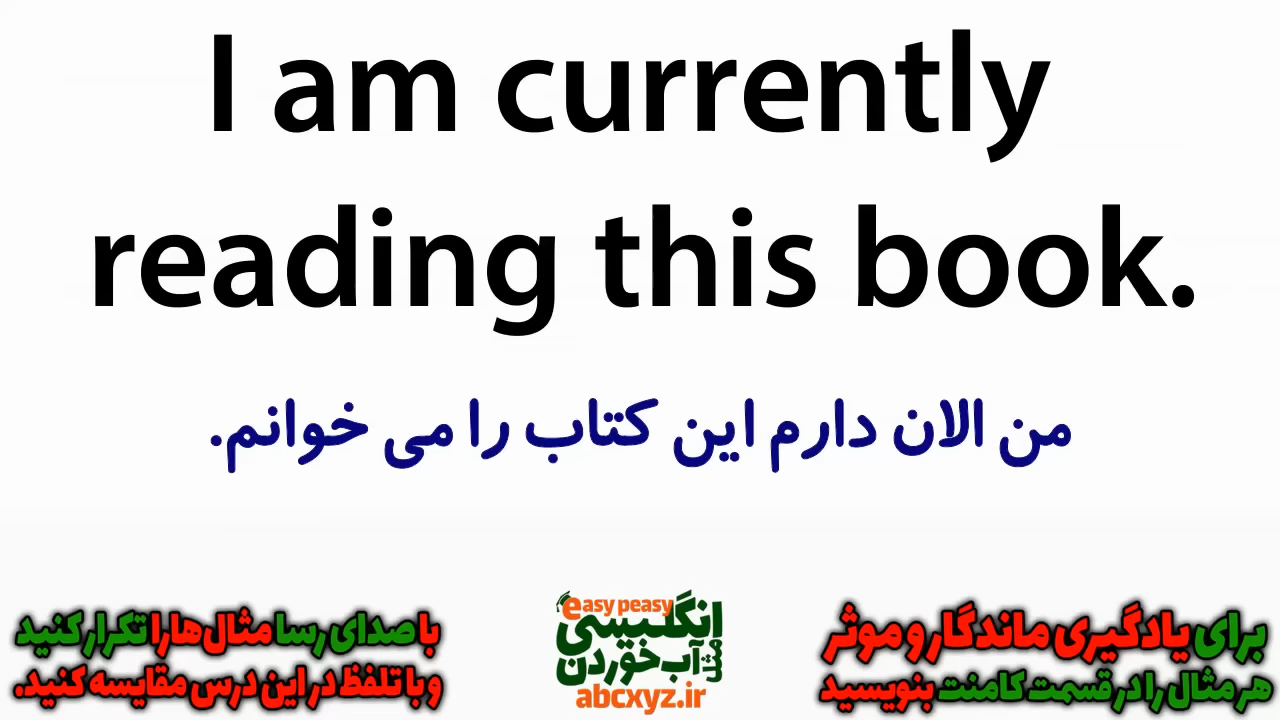 I am currently
reading this book.
من الان دارم این کتاب را می خوانم.
برای یادگیری ماندگار و موثر
هر مثال را در قسمت کامنت بنویسید
easy peasy
انگلیسی
مثل آب خوردن
abcxyz.ir
با صدای رسا مثال‌ها را تکرار کنید
و با تلفظ در این درس مقایسه کنید.